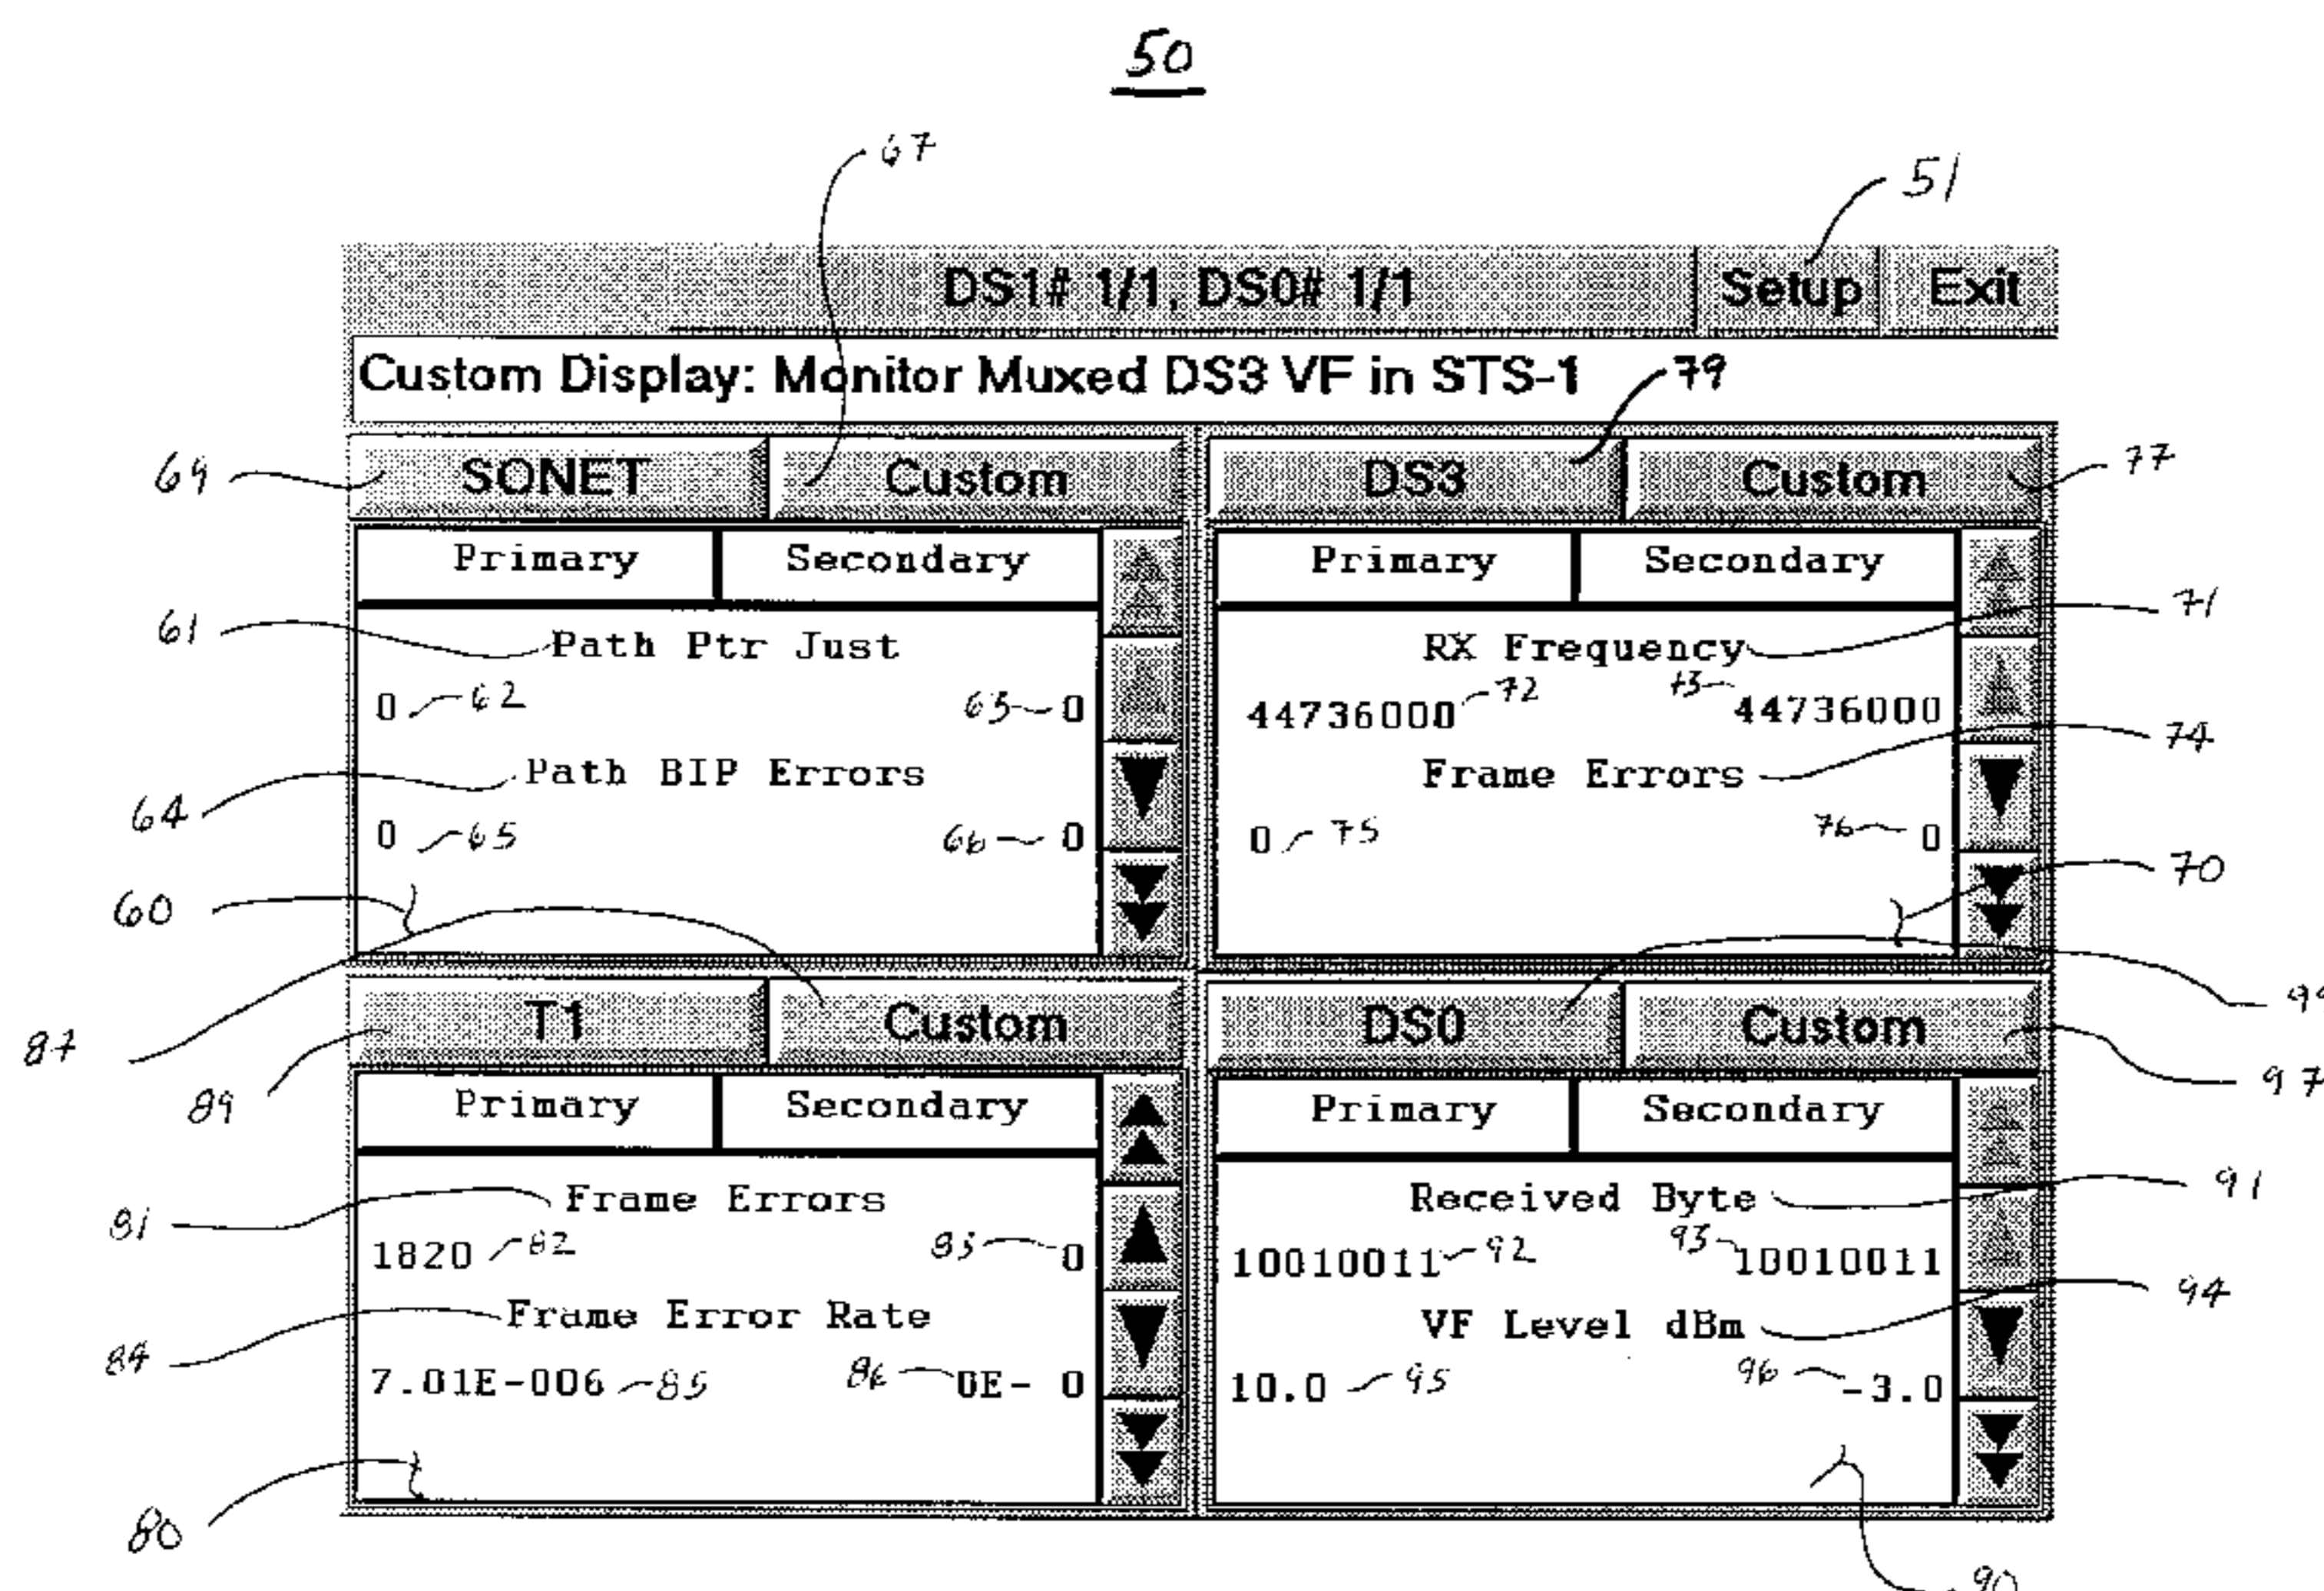 50
67
51
DS1# 1/1, DS0# 1/1 Setup Exit
Custom Display: Monitor Muxed DS3 VF in STS-1 79
69 SONET Custom DS3 Custom 77
Primary Secondary Primary Secondary
61 Path Ptr Just RX Frequency 71
0 62 63 0 44736000 72 73 44736000
64 Path BIP Errors Frame Errors 74
0 65 66 0 0 75 76 0
60 70
87 T1 Custom DS0 Custom 99
89 Primary Secondary Primary Secondary 97
81 Frame Errors Received Byte 91
1820 82 83 0 10010011 92 93 10010011
84 Frame Error Rate VF Level dBm 94
7.01E-006 85 86 0E- 0 10.0 95 96 -3.0
80 90